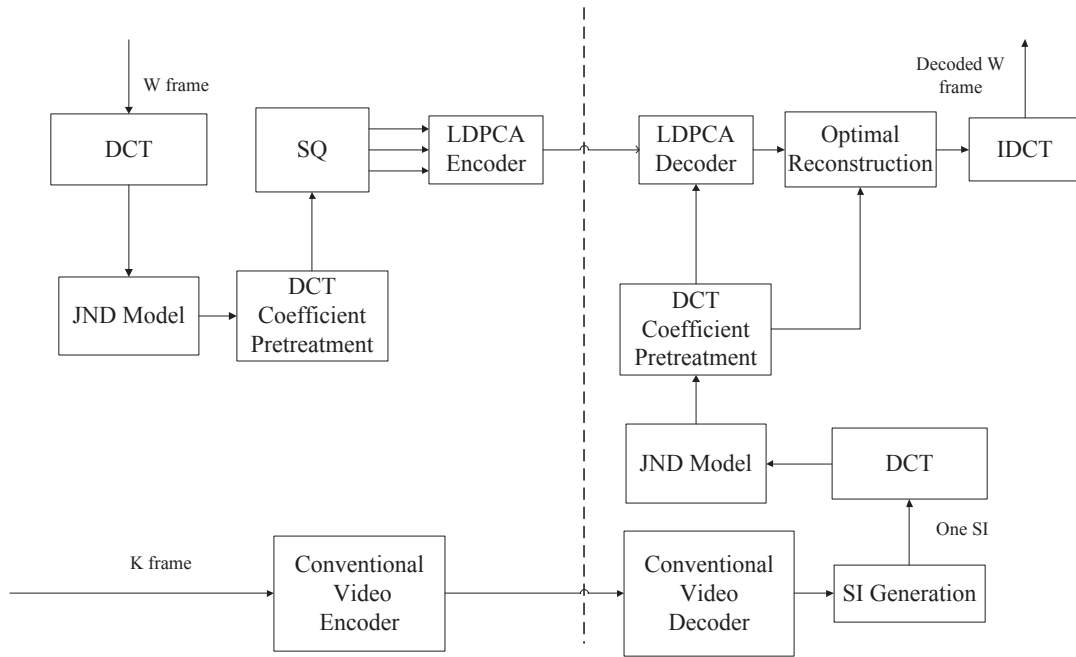 W frame
DCT
JND Model
DCT
Coefficient
Pretreatment
SQ
LDPCA
Encoder
LDPCA
Decoder
Optimal
Reconstruction
IDCT
Decoded W
frame
DCT
Coefficient
Pretreatment
JND Model
DCT
One SI
K frame
Conventional
Video
Encoder
Conventional
Video
Decoder
SI Generation